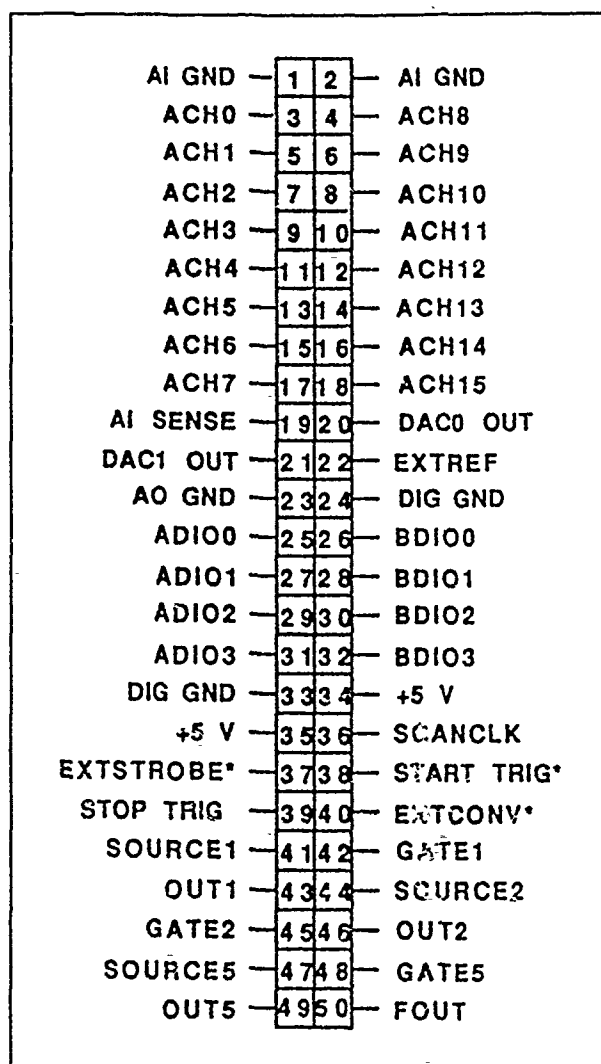 AI GND 1 2 AI GND
ACH0 3 4 ACH8
ACH1 5 6 ACH9
ACH2 7 8 ACH10
ACH3 9 10 ACH11
ACH4 11 12 ACH12
ACH5 13 14 ACH13
ACH6 15 16 ACH14
ACH7 17 18 ACH15
AI SENSE 19 20 DAC0 OUT
DAC1 OUT 21 22 EXTREF
AO GND 23 24 DIG GND
ADIO0 25 26 BDIO0
ADIO1 27 28 BDIO1
ADIO2 29 30 BDIO2
ADIO3 31 32 BDIO3
DIG GND 33 34 +5 V
+5 V 35 36 SCANCLK
EXTSTROBE* 37 38 START TRIG*
STOP TRIG 39 40 EXTCONV*
SOURCE1 41 42 GATE1
OUT1 43 44 SOURCE2
GATE2 45 46 OUT2
SOURCE5 47 48 GATE5
OUT5 49 50 FOUT